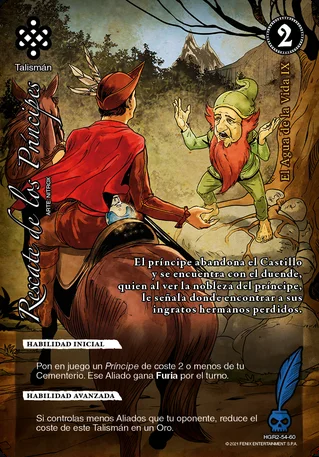 2
Talismán
El Agua de la Vida IX
Rescate de los Príncipes
ARTE: NITROX
El príncipe abandona el Castillo
y se encuentra con el duende,
quien al ver la nobleza del príncipe,
le señala donde encontrar a sus
ingratos hermanos perdidos.
HABILIDAD INICIAL
Pon en juego un Príncipe de coste 2 o menos de tu
Cementerio. Ese Aliado gana Furia por el turno.
HABILIDAD AVANZADA
Si controlas menos Aliados que tu oponente, reduce el
coste de este Talismán en un Oro.
HGR2-54-60
© 2021 FENIX ENTERTAINMENT S.P.A.